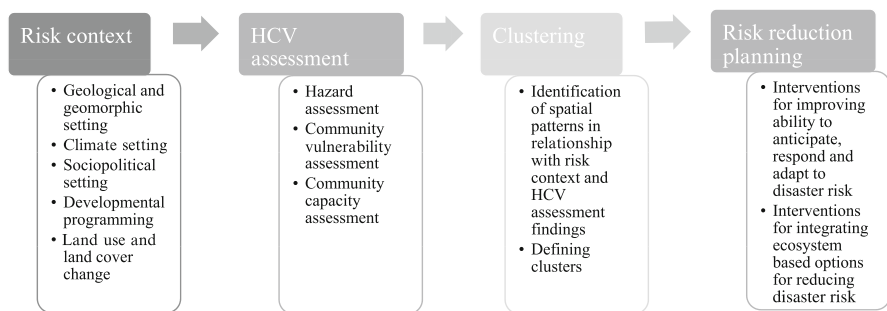 Risk context
• Geological and
geomorphic
setting
• Climate setting
• Sociopolitical
setting
• Developmental
programming
• Land use and
land cover
change
HCV
assessment
• Hazard
assessment
• Community
vulnerability
assessment
• Community
capacity
assessment
Clustering
• Identification
of spatial
patterns in
relationship
with risk
context and
HCV
assessment
findings
• Defining
clusters
Risk reduction
planning
• Interventions
for improving
ability to
anticipate,
respond and
adapt to
disaster risk
• Interventions
for integrating
ecosystem
based options
for reducing
disaster risk